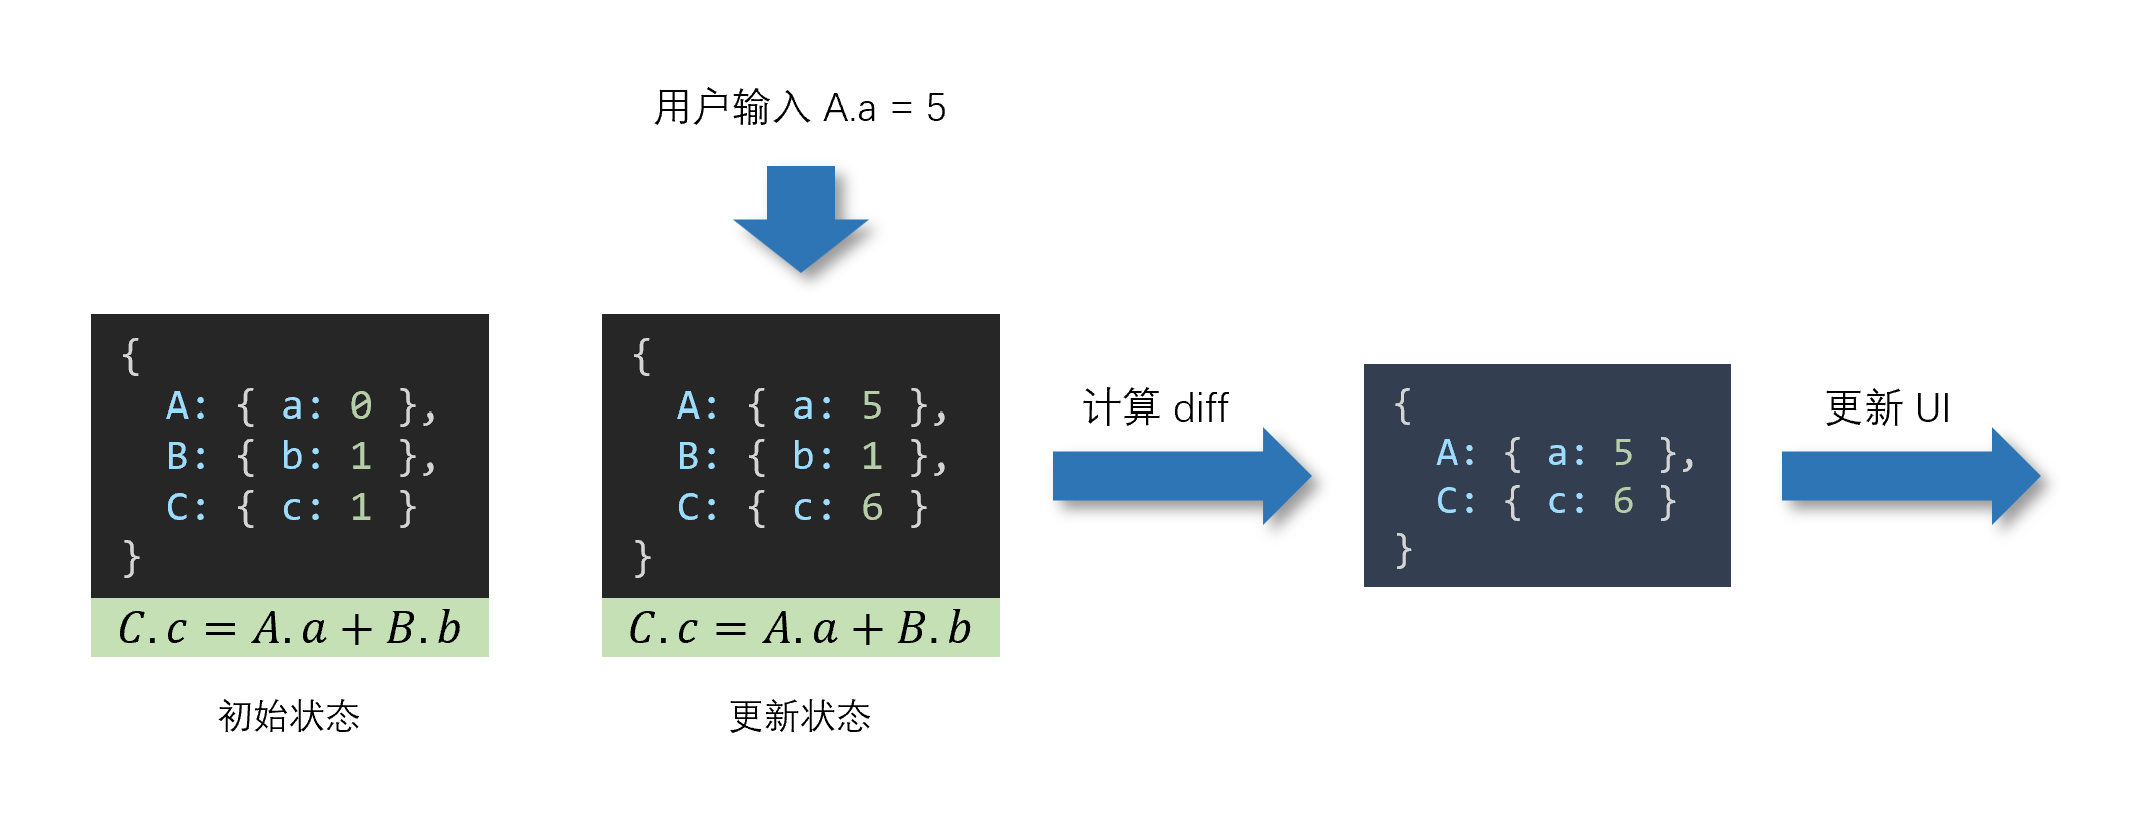 用户输入 A.a = 5
{
A: { a: 0 },
B: { b: 1 },
C: { c: 1 }
}
C.c = A.a + B.b
初始状态
{
A: { a: 5 },
B: { b: 1 },
C: { c: 6 }
}
C.c = A.a + B.b
更新状态
计算 diff
{
A: { a: 5 },
C: { c: 6 }
}
更新 UI